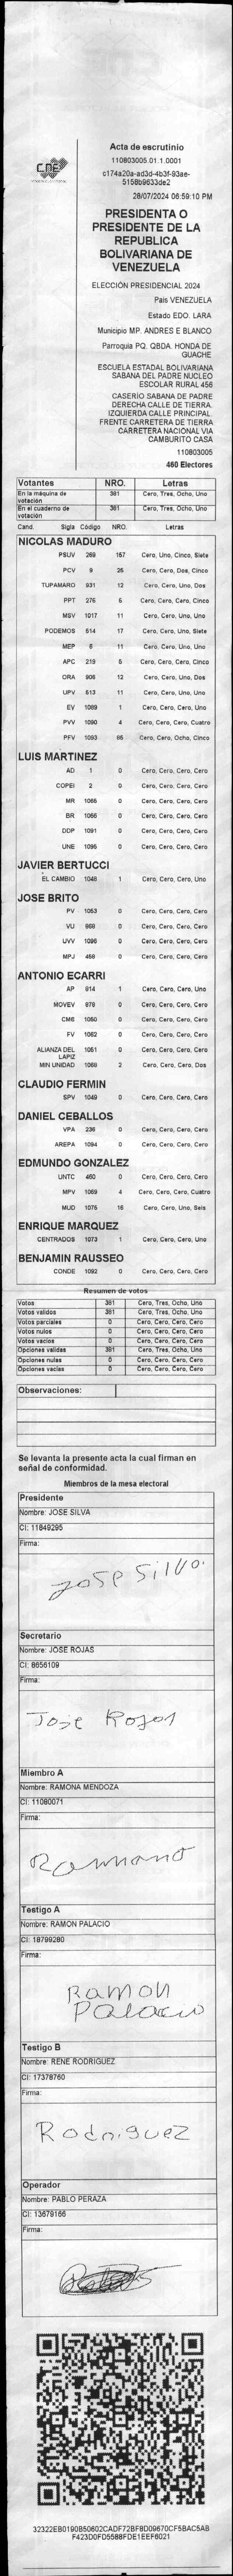 CNE
Acta de escrutinio
110803005.01.1.0001
c174a20a-ad3d-4b3f-93ae-
5156b9633de2
28/07/2024 06:59:10 PM
PRESIDENTA O
PRESIDENTE DE LA
REPUBLICA
BOLIVARIANA DE
VENEZUELA
ELECCIÓN PRESIDENCIAL 2024
País VENEZUELA
Estado EDO. LARA
Municipio MP. ANDRES E BLANCO
Parroquia PQ. QBDA. HONDA DE
GUACHE
ESCUELA ESTADAL BOLIVARIANA
SABANA DEL PADRE NUCLEO
ESCOLAR RURAL 456
CASERÍO SABANA DE PADRE
DERECHA CALLE DE TIERRA.
IZQUIERDA CALLE PRINCIPAL.
FRENTE CARRETERA DE TIERRA
CARRETERA NACIONAL VIA
CAMBURITO CASA
110803005
460 Electores
Votantes NRO. Letras
En la máquina de votación 381 Cero, Tres, Ocho, Uno
En el cuaderno de votación 381 Cero, Tres, Ocho, Uno
Cand. Sigla Código NRO. Letras
NICOLAS MADURO
PSUV 269 157 Cero, Uno, Cinco, Siete
PCV 9 25 Cero, Cero, Dos, Cinco
TUPAMARO 931 12 Cero, Cero, Uno, Dos
PPT 276 5 Cero, Cero, Cero, Cinco
MSV 1017 11 Cero, Cero, Uno, Uno
PODEMOS 514 17 Cero, Cero, Uno, Siete
MEP 6 11 Cero, Cero, Uno, Uno
APC 219 5 Cero, Cero, Cero, Cinco
ORA 906 12 Cero, Cero, Uno, Dos
UPV 513 11 Cero, Cero, Uno, Uno
EV 1089 1 Cero, Cero, Cero, Uno
PVV 1090 4 Cero, Cero, Cero, Cuatro
PFV 1093 85 Cero, Cero, Ocho, Cinco
LUIS MARTINEZ
AD 1 0 Cero, Cero, Cero, Cero
COPEI 2 0 Cero, Cero, Cero, Cero
MR 1065 0 Cero, Cero, Cero, Cero
BR 1066 0 Cero, Cero, Cero, Cero
DDP 1091 0 Cero, Cero, Cero, Cero
UNE 1095 0 Cero, Cero, Cero, Cero
JAVIER BERTUCCI
EL CAMBIO 1048 1 Cero, Cero, Cero, Uno
JOSE BRITO
PV 1053 0 Cero, Cero, Cero, Cero
VU 968 0 Cero, Cero, Cero, Cero
UVV 1096 0 Cero, Cero, Cero, Cero
MPJ 459 0 Cero, Cero, Cero, Cero
ANTONIO ECARRI
AP 814 1 Cero, Cero, Cero, Uno
MOVEV 879 0 Cero, Cero, Cero, Cero
CMS 1050 0 Cero, Cero, Cero, Cero
FV 1062 0 Cero, Cero, Cero, Cero
ALIANZA DEL LAPIZ 1051 0 Cero, Cero, Cero, Cero
MIN UNIDAD 1058 2 Cero, Cero, Cero, Dos
CLAUDIO FERMIN
SPV 1049 0 Cero, Cero, Cero, Cero
DANIEL CEBALLOS
VPA 236 0 Cero, Cero, Cero, Cero
AREPA 1094 0 Cero, Cero, Cero, Cero
EDMUNDO GONZALEZ
UNTC 460 0 Cero, Cero, Cero, Cero
MPV 1069 4 Cero, Cero, Cero, Cuatro
MUD 1075 16 Cero, Cero, Uno, Seis
ENRIQUE MARQUEZ
CENTRADOS 1073 1 Cero, Cero, Cero, Uno
BENJAMIN RAUSSEO
CONDE 1092 0 Cero, Cero, Cero, Cero
Resumen de votos
Votos 381 Cero, Tres, Ocho, Uno
Votos validos 381 Cero, Tres, Ocho, Uno
Votos parciales 0 Cero, Cero, Cero, Cero
Votos nulos 0 Cero, Cero, Cero, Cero
Votos vacíos 0 Cero, Cero, Cero, Cero
Opciones validas 381 Cero, Tres, Ocho, Uno
Opciones nulas 0 Cero, Cero, Cero, Cero
Opciones vacías 0 Cero, Cero, Cero, Cero
Observaciones:
Se levanta la presente acta la cual firman en
señal de conformidad.
Miembros de la mesa electoral
Presidente
Nombre: JOSE SILVA
CI: 11849295
Firma:
José Silva.
Secretario
Nombre: JOSE ROJAS
CI: 8656109
Firma:
Jose Rojas
Miembro A
Nombre: RAMONA MENDOZA
CI: 11080071
Firma:
Ramona
Testigo A
Nombre: RAMON PALACIO
CI: 18799280
Firma:
Ramon
Palacio
Testigo B
Nombre: RENE RODRIGUEZ
CI: 17378760
Firma:
Rodriguez
Operador
Nombre: PABLO PERAZA
CI: 13679166
Firma:
32322EB0190B50602CADF72BF8D09670CF5BAC5AB
F423D0FD5588FDE1EEF6021